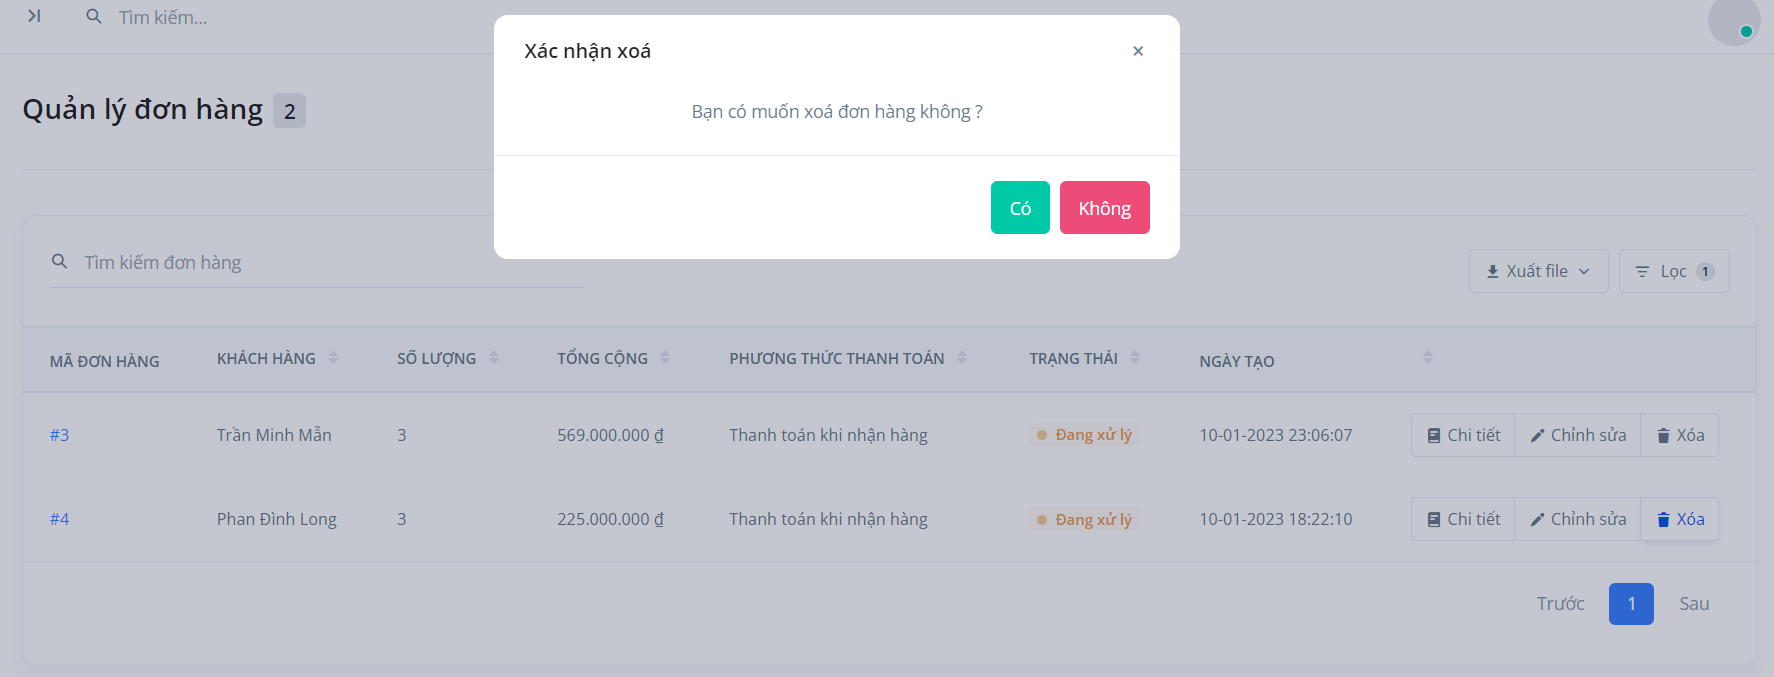 Tìm kiếm...
Xác nhận xoá ×
Bạn có muốn xoá đơn hàng không ?
Có Không
Quản lý đơn hàng 2
Tìm kiếm đơn hàng
Xuất file Lọc 1
MÃ ĐƠN HÀNG KHÁCH HÀNG SỐ LƯỢNG TỔNG CỘNG PHƯƠNG THỨC THANH TOÁN TRẠNG THÁI NGÀY TẠO
#3 Trần Minh Mẫn 3 569.000.000 ₫ Thanh toán khi nhận hàng Đang xử lý 10-01-2023 23:06:07 Chi tiết Chỉnh sửa Xóa
#4 Phan Đình Long 3 225.000.000 ₫ Thanh toán khi nhận hàng Đang xử lý 10-01-2023 18:22:10 Chi tiết Chỉnh sửa Xóa
Trước 1 Sau